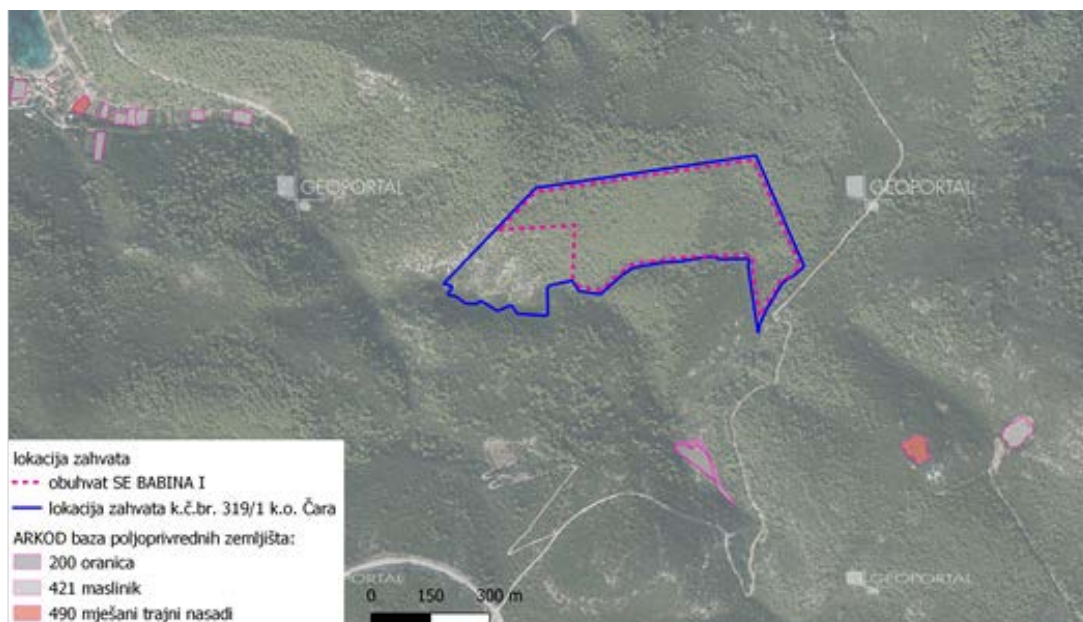 GEOPORTAL
GEOPORTAL
lokacija zahvata
obuhvat SE BABINA I
lokacija zahvata k.č.br. 319/1 k.o. Čara
ARKOD baza poljoprivrednih zemljišta:
200 oranica
421 maslinik
490 mješani trajni nasadi
PORTAL
GEOPORTAL
0 150 300 m